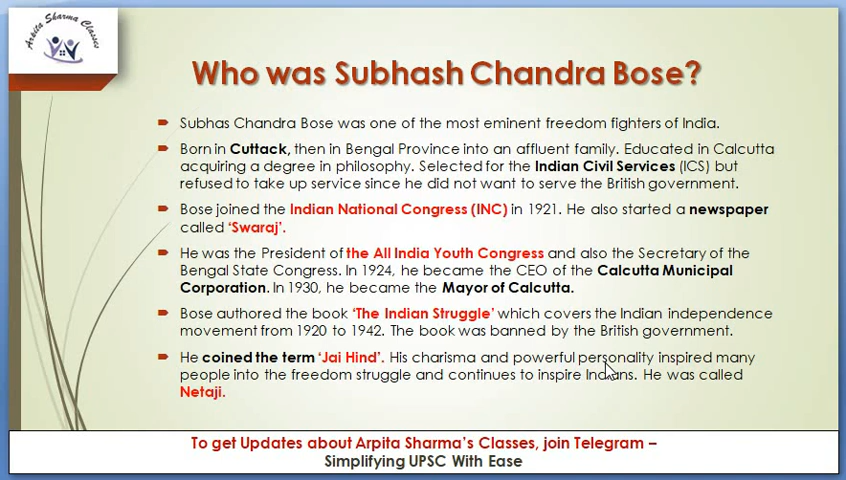 Arpita Sharma Classes
Who was Subhash Chandra Bose?
Subhas Chandra Bose was one of the most eminent freedom fighters of India.
Born in Cuttack, then in Bengal Province into an affluent family. Educated in Calcutta
acquiring a degree in philosophy. Selected for the Indian Civil Services (ICS) but
refused to take up service since he did not want to serve the British government.
Bose joined the Indian National Congress (INC) in 1921. He also started a newspaper
called ‘Swaraj’.
He was the President of the All India Youth Congress and also the Secretary of the
Bengal State Congress. In 1924, he became the CEO of the Calcutta Municipal
Corporation. In 1930, he became the Mayor of Calcutta.
Bose authored the book ‘The Indian Struggle’ which covers the Indian independence
movement from 1920 to 1942. The book was banned by the British government.
He coined the term ‘Jai Hind’. His charisma and powerful personality inspired many
people into the freedom struggle and continues to inspire Indians. He was called
Netaji.
To get Updates about Arpita Sharma’s Classes, join Telegram –
Simplifying UPSC With Ease